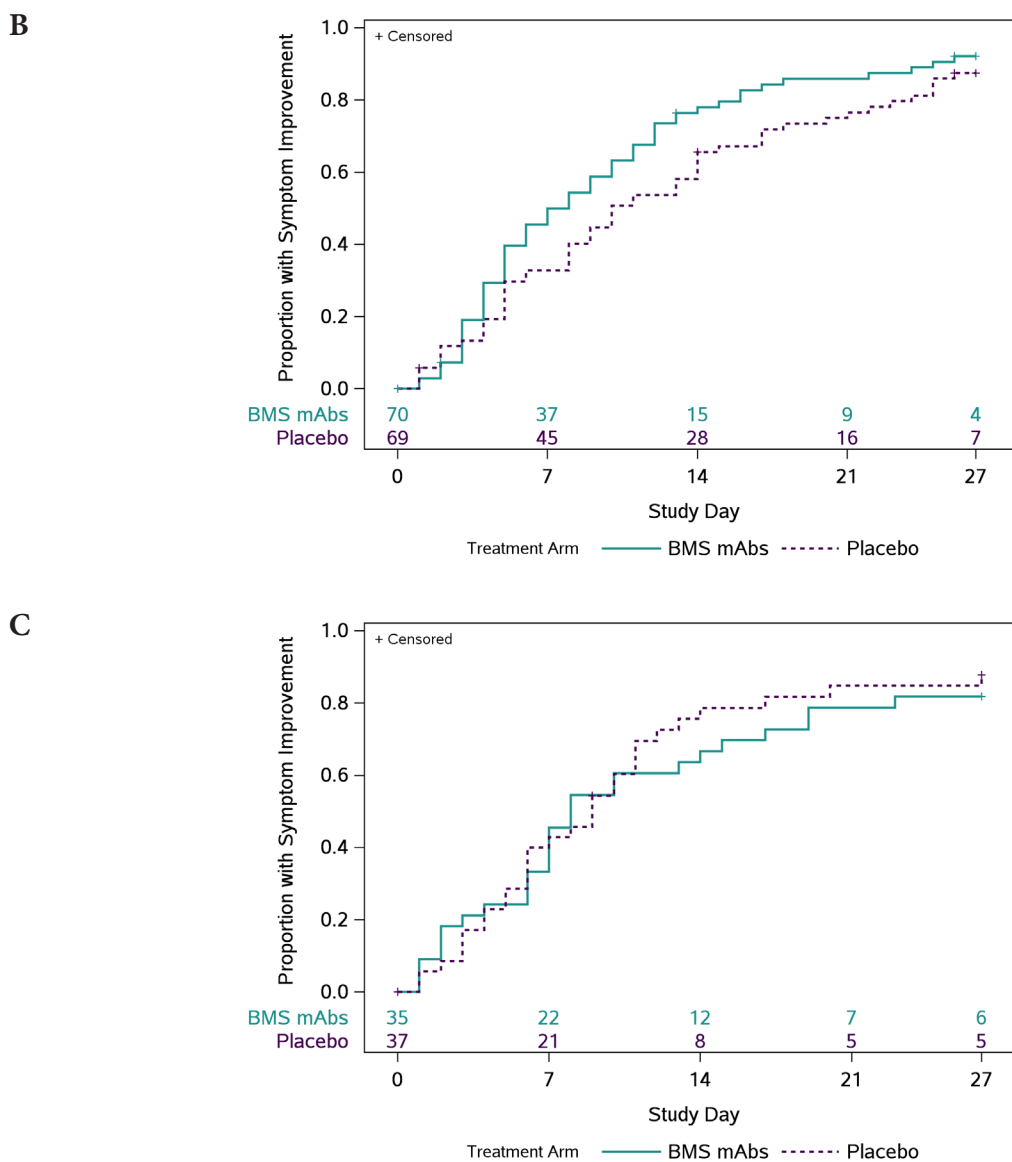 B
Proportion with Symptom Improvement
+ Censored
1.0
0.8
0.6
0.4
0.2
0.0
BMS mAbs 70 37 15 9 4
Placebo 69 45 28 16 7
0 7 14 21 27
Study Day
Treatment Arm BMS mAbs Placebo
C
Proportion with Symptom Improvement
+ Censored
1.0
0.8
0.6
0.4
0.2
0.0
BMS mAbs 35 22 12 7 6
Placebo 37 21 8 5 5
0 7 14 21 27
Study Day
Treatment Arm BMS mAbs Placebo